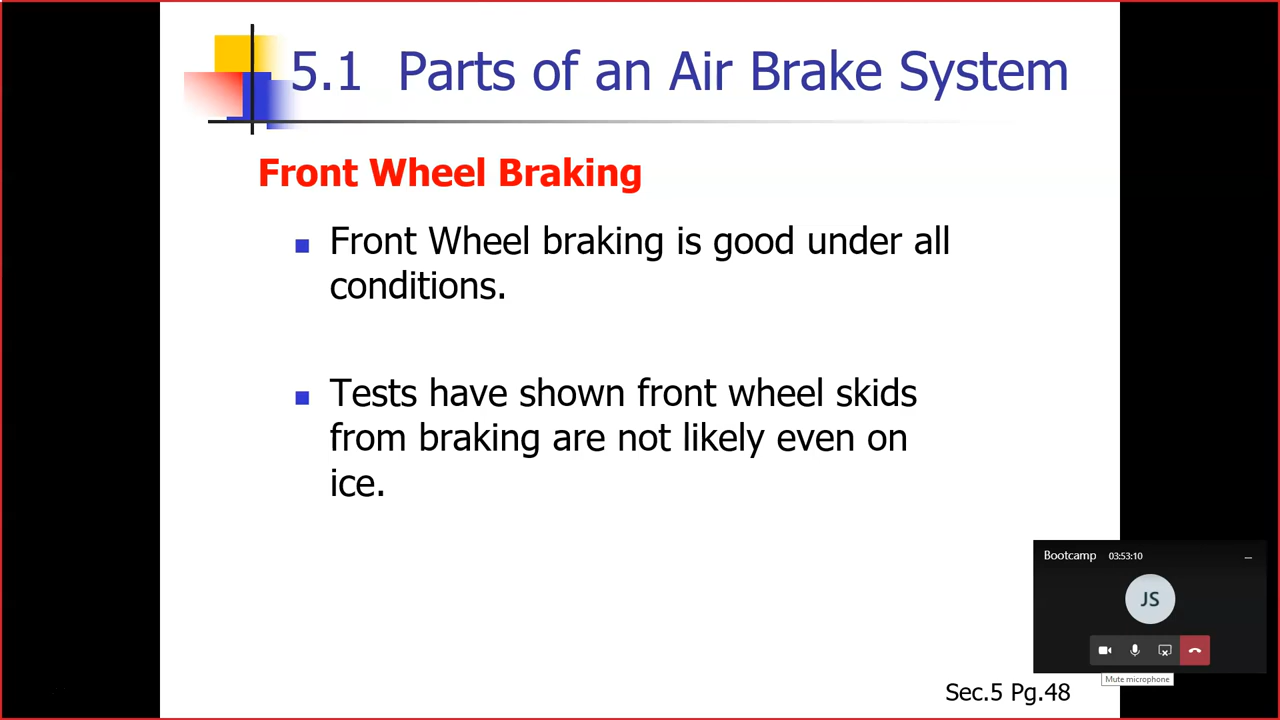 5.1 Parts of an Air Brake System
Front Wheel Braking
Front Wheel braking is good under all
conditions.
Tests have shown front wheel skids
from braking are not likely even on
ice.
Bootcamp 03:53:10
JS
Mute microphone
Sec.5 Pg.48